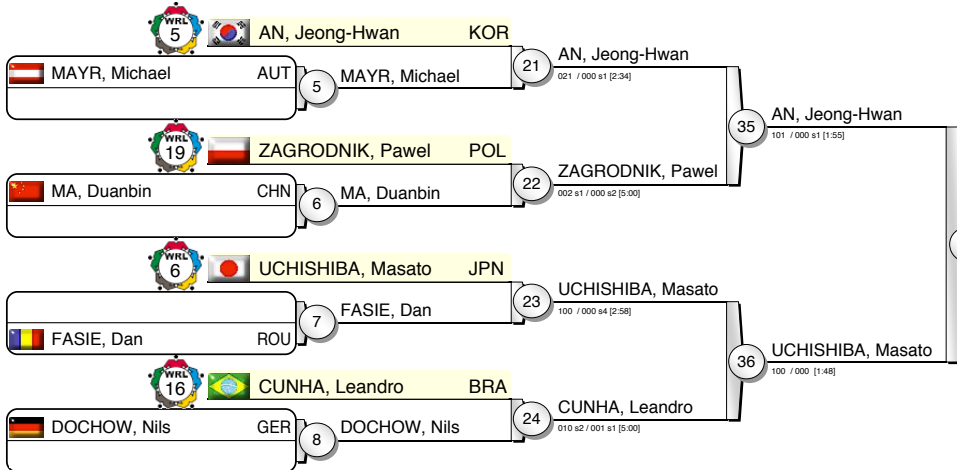 WRL 5 AN, Jeong-Hwan KOR
MAYR, Michael AUT
5 MAYR, Michael
21 AN, Jeong-Hwan
021 / 000 s1 [2:34]
WRL 19 ZAGRODNIK, Pawel POL
MA, Duanbin CHN
6 MA, Duanbin
22 ZAGRODNIK, Pawel
002 s1 / 000 s2 [5:00]
35 AN, Jeong-Hwan
101 / 000 s1 [1:55]
WRL 6 UCHISHIBA, Masato JPN
FASIE, Dan ROU
7 FASIE, Dan
23 UCHISHIBA, Masato
100 / 000 s4 [2:58]
WRL 16 CUNHA, Leandro BRA
DOCHOW, Nils GER
8 DOCHOW, Nils
24 CUNHA, Leandro
010 s2 / 001 s1 [5:00]
36 UCHISHIBA, Masato
100 / 000 [1:48]